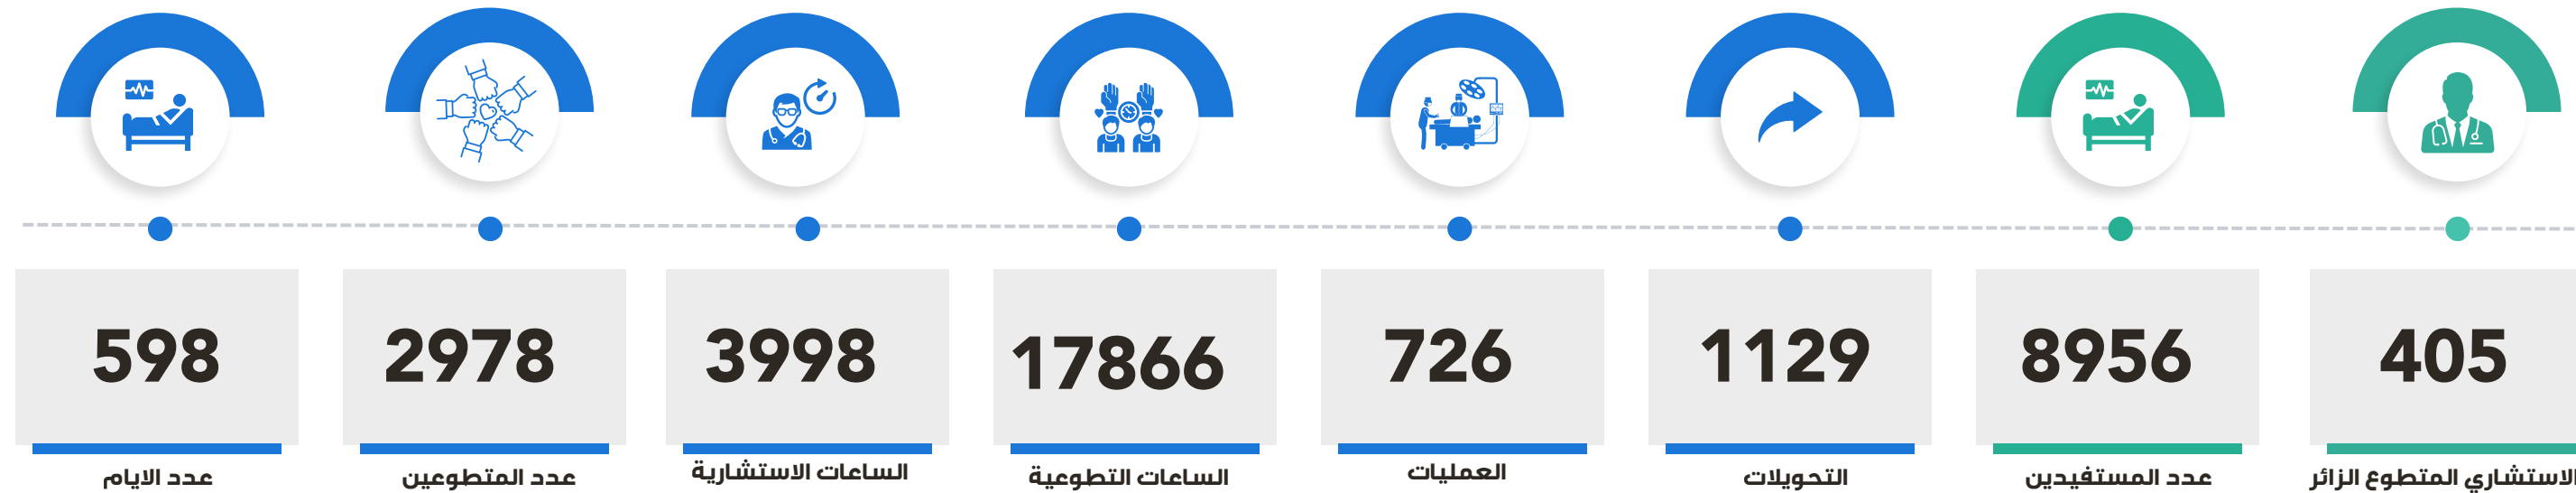 405
الاستشاري المتطوع الزائر
8956
عدد المستفيدين
1129
التحويلات
726
العمليات
17866
الساعات التطوعية
3998
الساعات الاستشارية
2978
عدد المتطوعين
598
عدد الايام